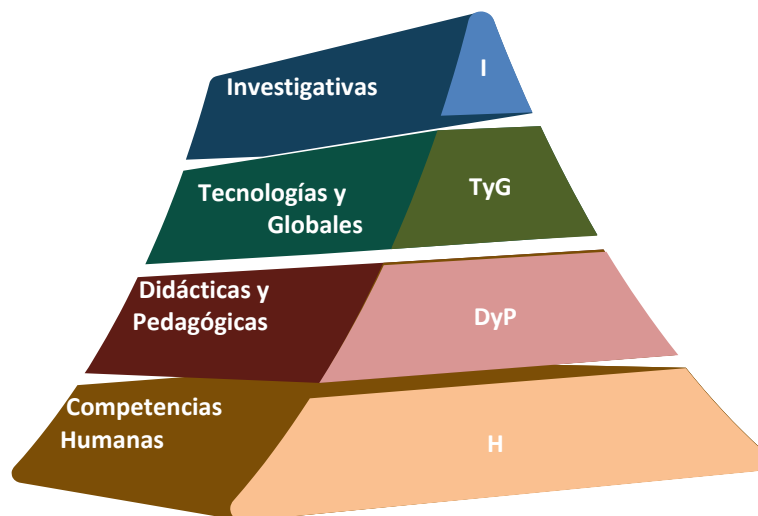 Investigativas
I
Tecnologías y
Globales
TyG
Didácticas y
Pedagógicas
DyP
Competencias
Humanas
H